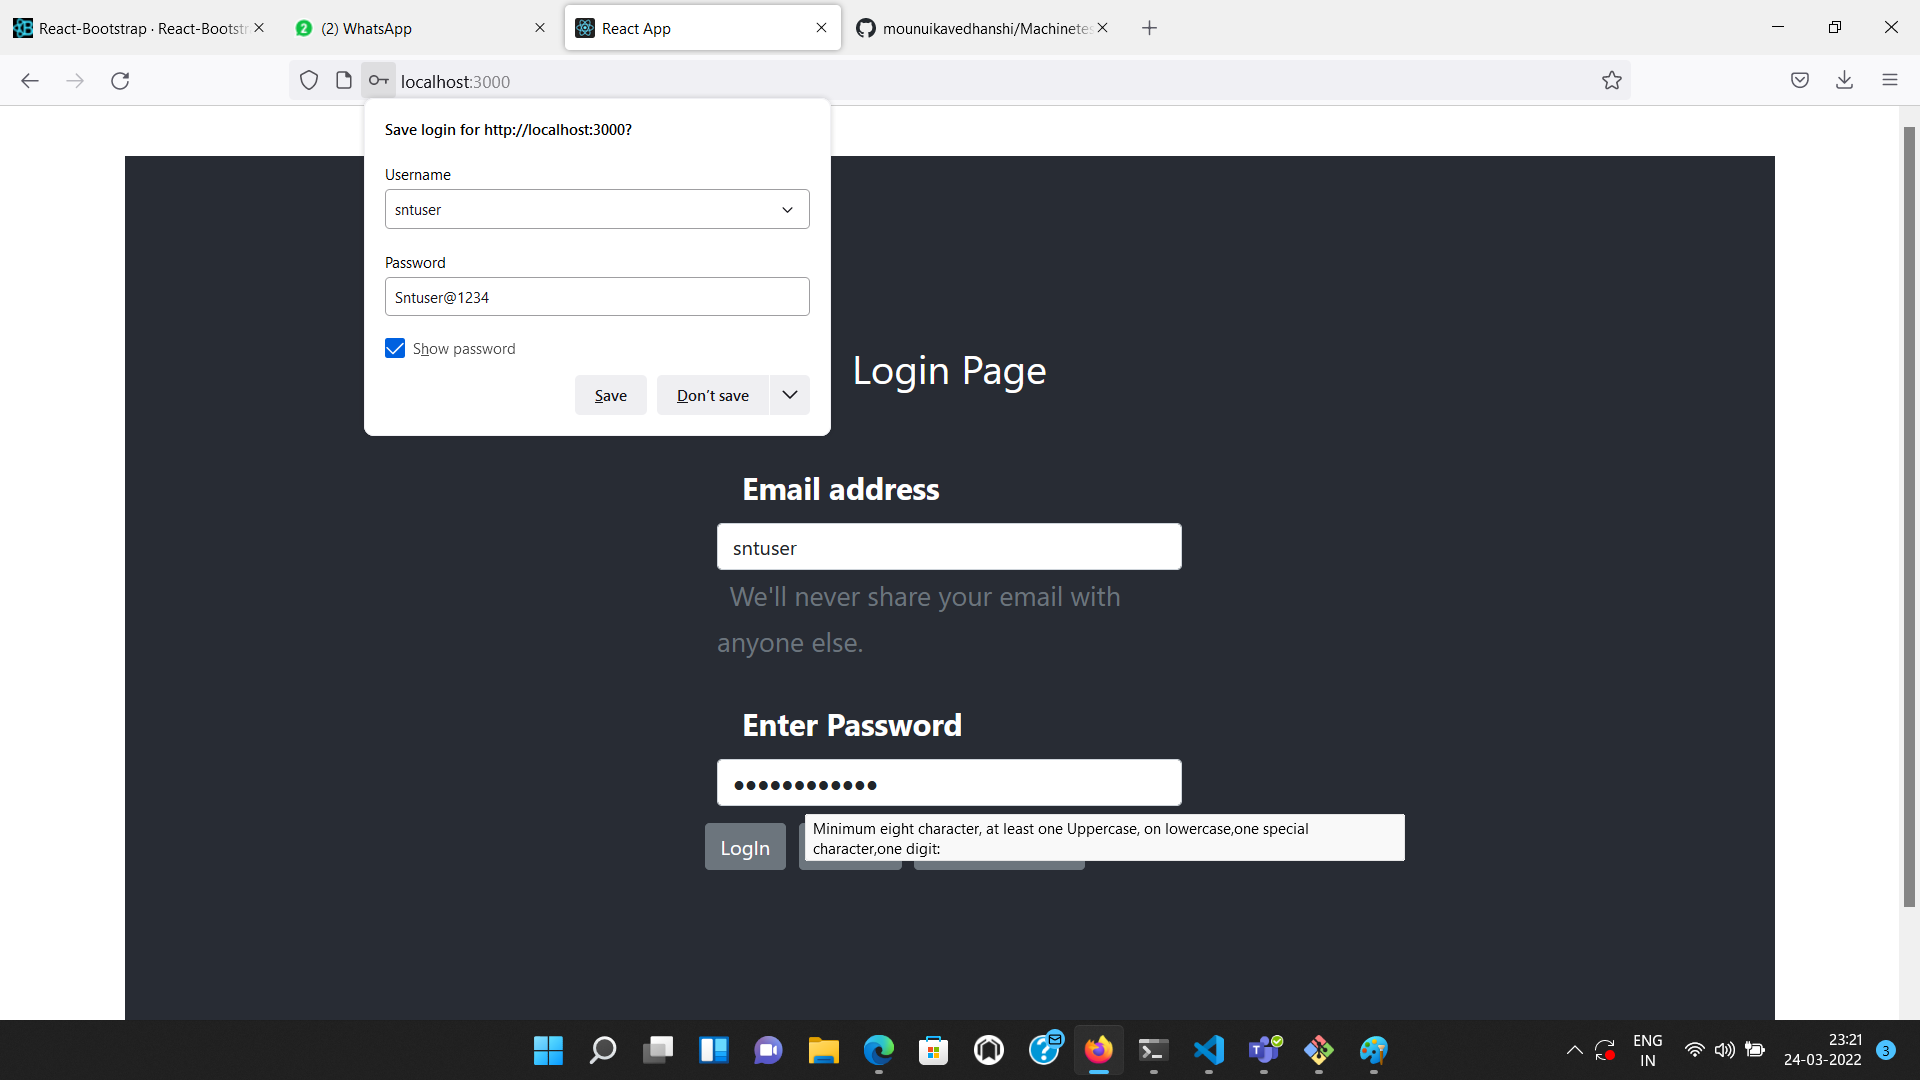 React-Bootstrap · React-Bootstr
2 (2) WhatsApp
React App
mounuikavedhanshi/Machinetes
localhost:3000
Save login for http://localhost:3000?
Username
sntuser
Password
Sntuser@1234
Show password
Save
Don’t save
Login Page
Email address
sntuser
We'll never share your email with
anyone else.
Enter Password
Minimum eight character, at least one Uppercase, on lowercase,one special
character,one digit:
LogIn
ENG
IN
23:21
24-03-2022
3